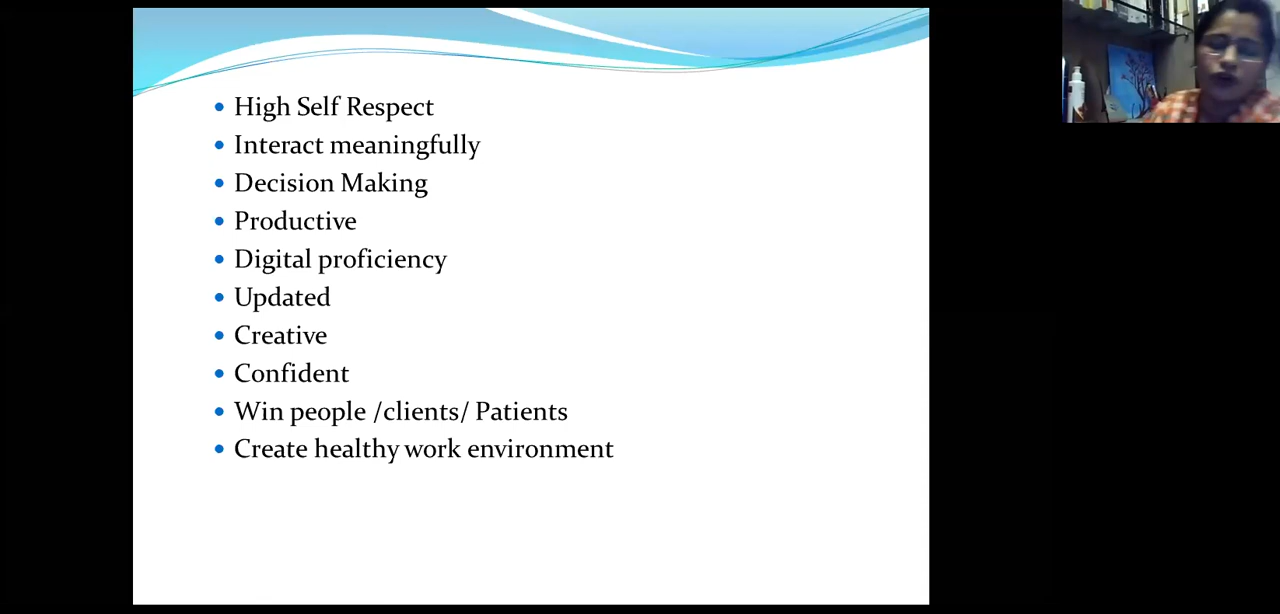 High Self Respect
Interact meaningfully
Decision Making
Productive
Digital proficiency
Updated
Creative
Confident
Win people /clients/ Patients
Create healthy work environment